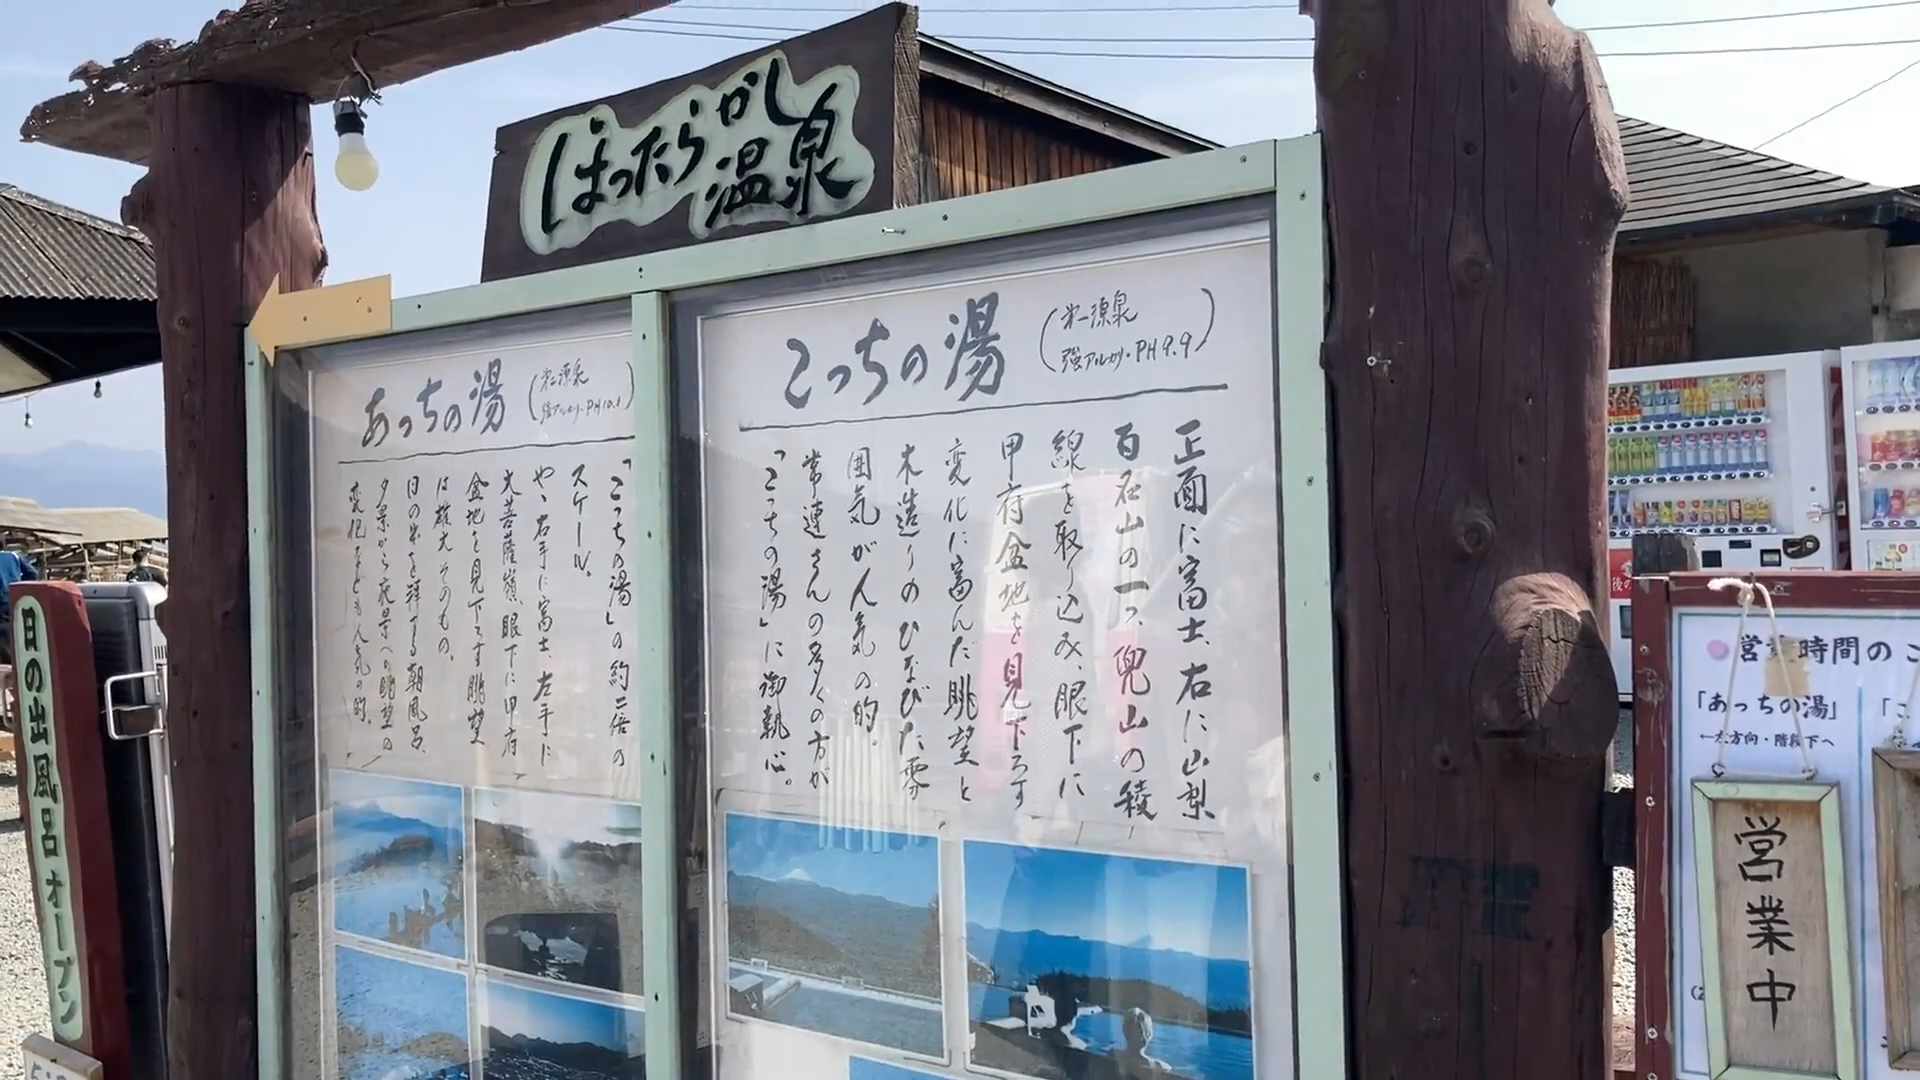 ほったらかし
温泉
こっちの湯
(第一源泉
強アルカリ・PH9.9)
正面に富士、右に山梨
百名山の一つ、兜山の稜
線を取り込み、眼下に
甲府盆地を見下ろす
変化に富んだ眺望と
木造りのひなびた雰
囲気が人気の的。
常連さんの多くの方が
「こっちの湯」に御執心。
あっちの湯
(第二源泉
強アルカリ・PH10.1)
「こっちの湯」の約二倍の
スケール。
やゝ右手に富士、左手に
大菩薩嶺、眼下に甲府
盆地を見下ろす眺望
は雄大そのもの。
日の出を拝する朝風呂、
夕景から夜景への眺望の
変化なども人気の的。
日の出風呂オープン
営業時間の
「あっちの湯」
←左方向・階段下へ
営業中
KIRIN